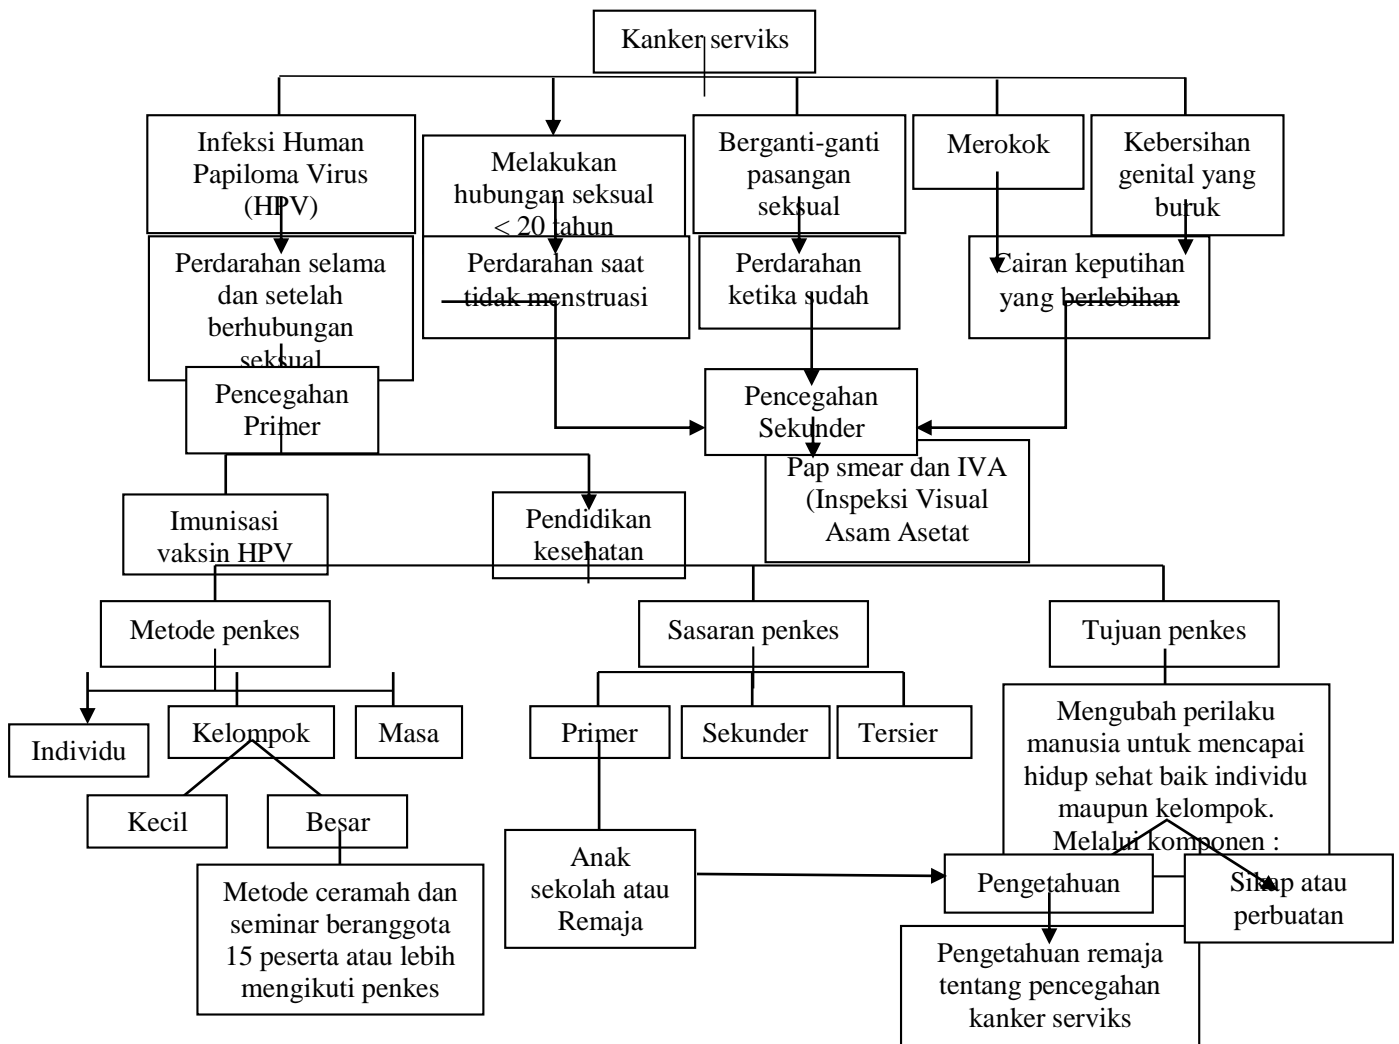 Kanker serviks
Infeksi Human
Papiloma Virus
(HPV)
Melakukan
hubungan seksual
< 20 tahun
Berganti-ganti
pasangan
seksual
Merokok
Kebersihan
genital yang
buruk
Perdarahan selama
dan setelah
berhubungan
seksual
Perdarahan saat
tidak menstruasi
Perdarahan
ketika sudah
Cairan keputihan
yang berlebihan
Pencegahan
Primer
Pencegahan
Sekunder
Pap smear dan IVA
(Inspeksi Visual
Asam Asetat
Imunisasi
vaksin HPV
Pendidikan
kesehatan
Metode penkes
Sasaran penkes
Tujuan penkes
Individu
Kelompok
Masa
Primer
Sekunder
Tersier
Mengubah perilaku
manusia untuk mencapai
hidup sehat baik individu
maupun kelompok.
Melalui komponen :
Kecil
Besar
Metode ceramah dan
seminar beranggota
15 peserta atau lebih
mengikuti penkes
Anak
sekolah atau
Remaja
Pengetahuan
Sikap atau
perbuatan
Pengetahuan remaja
tentang pencegahan
kanker serviks